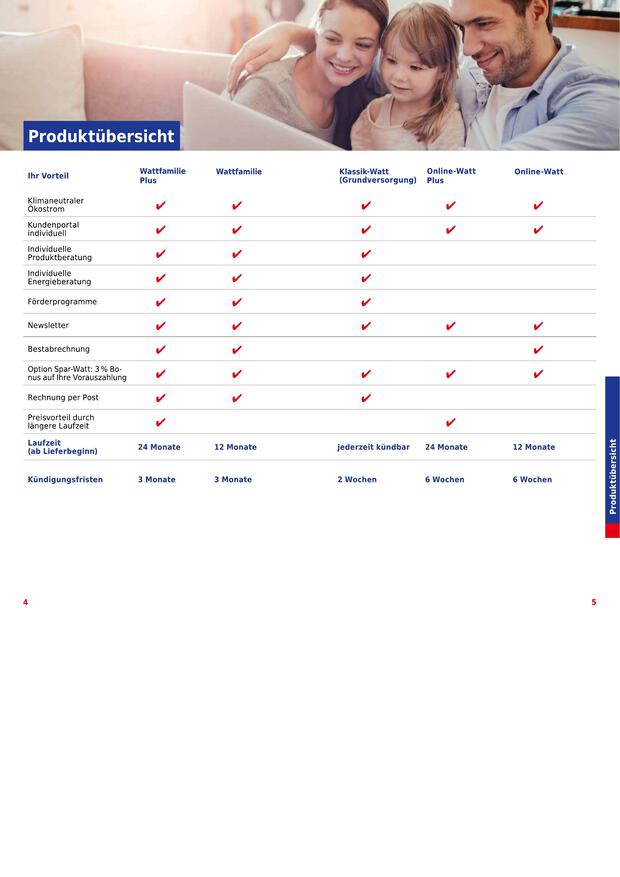 Produktübersicht
Ihr Vorteil
Wattfamilie
Plus
Wattfamilie
Klassik-Watt
(Grundversorgung)
Online-Watt
Plus
Online-Watt
Klimaneutraler
Ökostrom
✔ ✔ ✔ ✔ ✔
Kundenportal
individuell
✔ ✔ ✔ ✔ ✔
Individuelle
Produktberatung
✔ ✔ ✔
Individuelle
Energieberatung
✔ ✔ ✔
Förderprogramme ✔ ✔ ✔
Newsletter ✔ ✔ ✔ ✔ ✔
Bestabrechnung ✔ ✔ ✔
Option Spar-Watt: 3 % Bo-
nus auf Ihre Vorauszahlung
✔ ✔ ✔ ✔ ✔
Rechnung per Post ✔ ✔ ✔
Preisvorteil durch
längere Laufzeit
✔ ✔
Laufzeit
(ab Lieferbeginn)
24 Monate 12 Monate jederzeit kündbar 24 Monate 12 Monate
Kündigungsfristen 3 Monate 3 Monate 2 Wochen 6 Wochen 6 Wochen
Produktübersicht
4 5